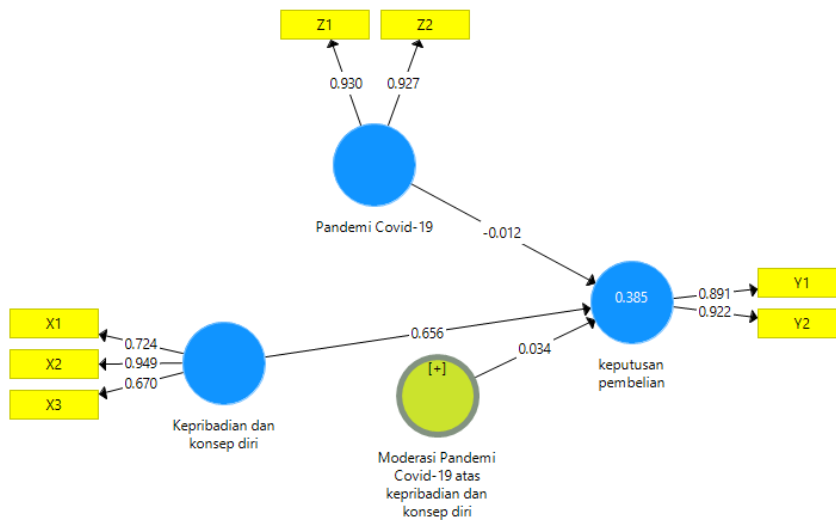 Z1
Z2
0.930
0.927
Pandemi Covid-19
-0.012
0.385
0.891
0.922
Y1
Y2
keputusan
pembelian
X1
X2
X3
0.724
0.949
0.670
0.656
Kepribadian dan
konsep diri
0.034
[+]
Moderasi Pandemi
Covid-19 atas
kepribadian dan
konsep diri